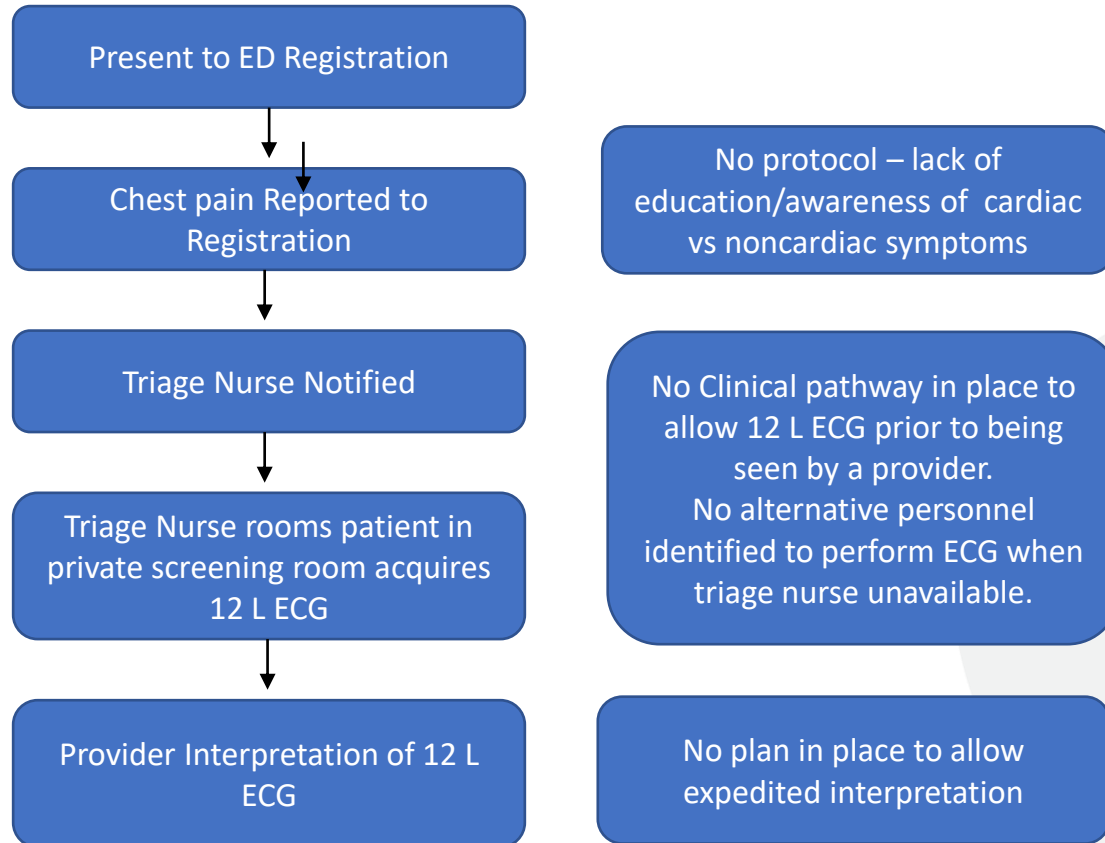 Present to ED Registration
Chest pain Reported to
Registration
Triage Nurse Notified
Triage Nurse rooms patient in
private screening room acquires
12 L ECG
Provider Interpretation of 12 L
ECG
No protocol – lack of
education/awareness of  cardiac
vs noncardiac symptoms
No Clinical pathway in place to
allow 12 L ECG prior to being
seen by a provider.
No alternative personnel
identified to perform ECG when
triage nurse unavailable.
No plan in place to allow
expedited interpretation